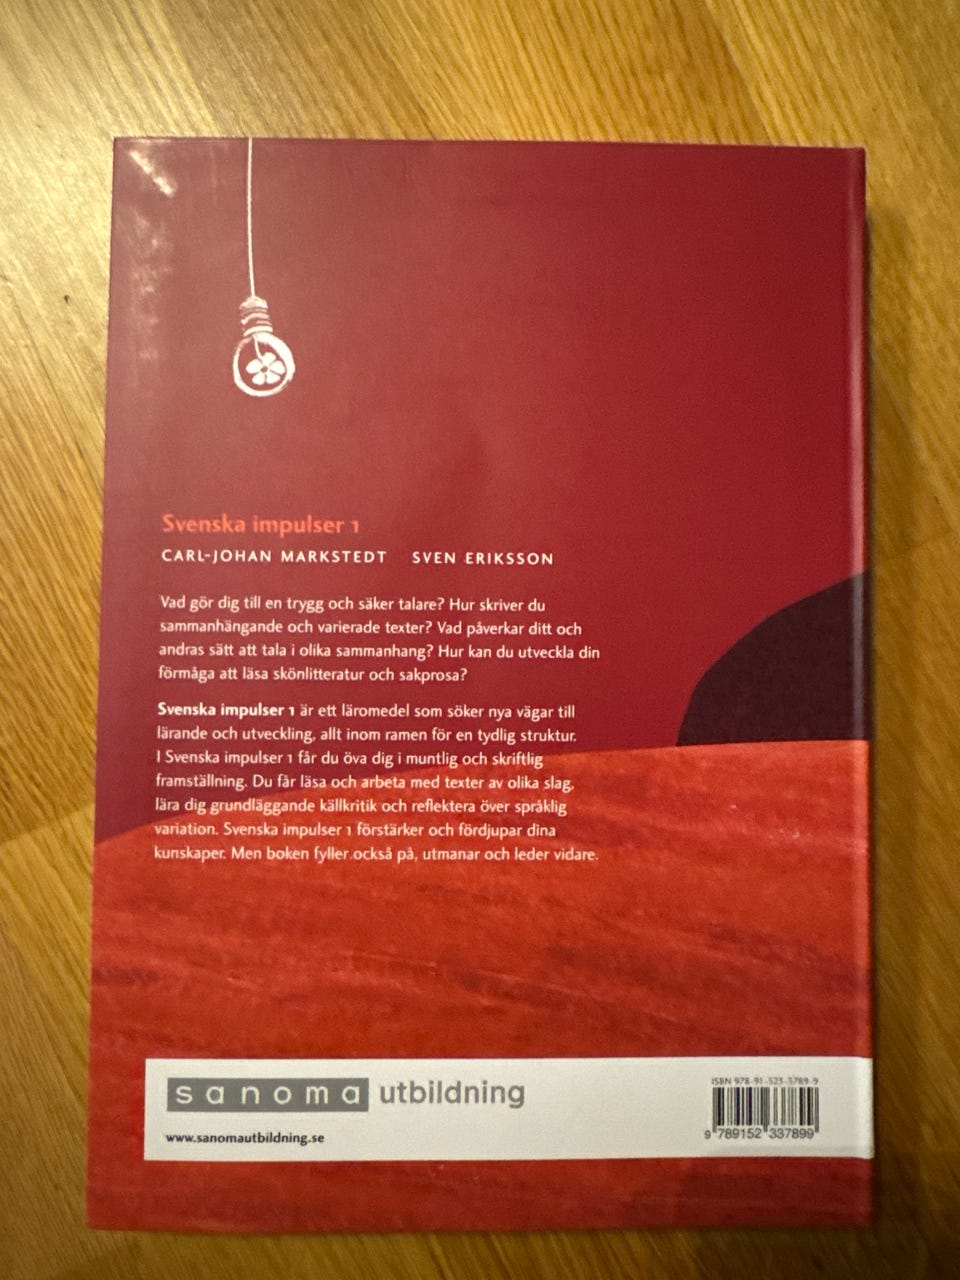 Svenska impulser 1
CARL-JOHAN MARKSTEDT SVEN ERIKSSON
Vad gör dig till en trygg och säker talare? Hur skriver du
sammanhängande och varierade texter? Vad påverkar ditt och
andras sätt att tala i olika sammanhang? Hur kan du utveckla din
förmåga att läsa skönlitteratur och sakprosa?
Svenska impulser 1 är ett läromedel som söker nya vägar till
lärande och utveckling, allt inom ramen för en tydlig struktur.
I Svenska impulser 1 får du öva dig i muntlig och skriftlig
framställning. Du får läsa och arbeta med texter av olika slag,
lära dig grundläggande källkritik och reflektera över språklig
variation. Svenska impulser 1 förstärker och fördjupar dina
kunskaper. Men boken fyller också på, utmanar och leder vidare.
sanoma utbildning
www.sanomautbildning.se
ISBN 978-91-523-3789-9
9 789152 337899